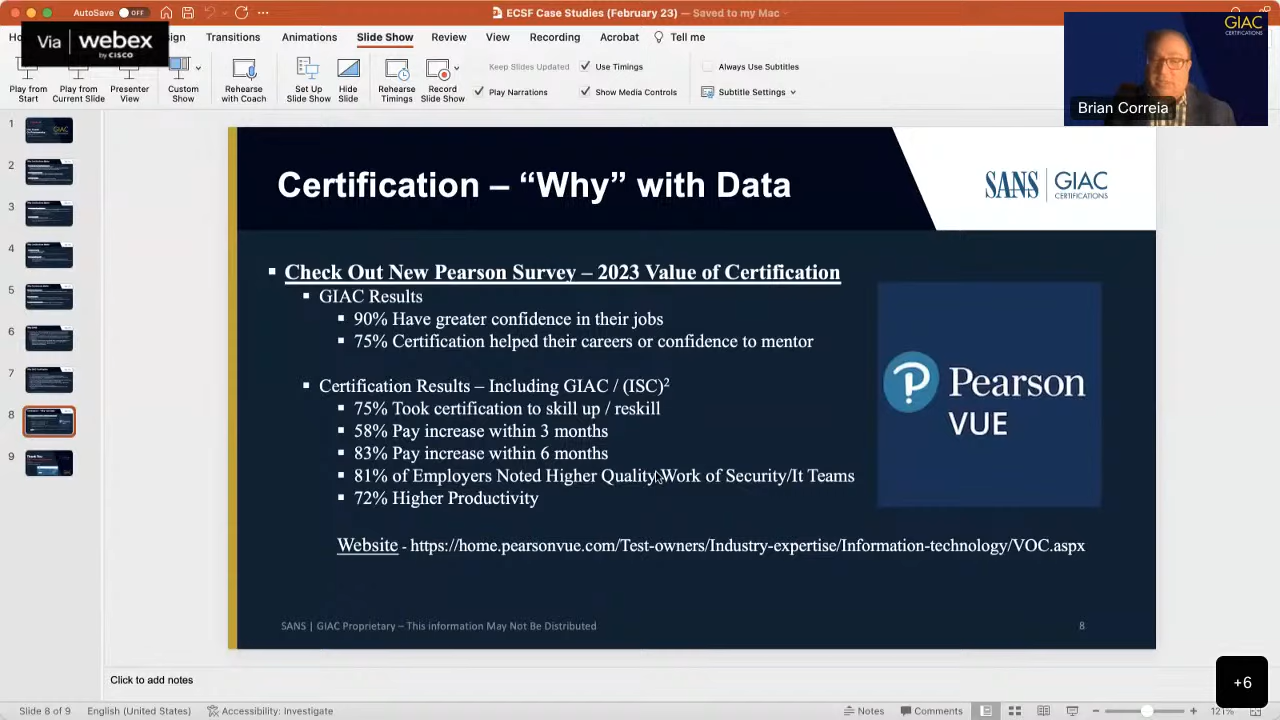 AutoSave OFF
ECSF Case Studies (February 23) — Saved to my Mac
Via webex
by CISCO
Transitions Animations Slide Show Review View Recording Acrobat Tell me
Play from Start
Play from Current Slide
Presenter View
Custom Show
Rehearse with Coach
Set Up Slide Show
Hide Slide
Rehearse Timings
Record Slide Show
Keep Slides Updated
Play Narrations
Use Timings
Show Media Controls
Always Use Subtitles
Subtitle Settings
GIAC
CERTIFICATIONS
Brian Correia
1
2
3
4
5
6
7
8
9
Certification – “Why” with Data
SANS GIAC
CERTIFICATIONS
Check Out New Pearson Survey – 2023 Value of Certification
GIAC Results
90% Have greater confidence in their jobs
75% Certification helped their careers or confidence to mentor
Certification Results – Including GIAC / (ISC)²
75% Took certification to skill up / reskill
58% Pay increase within 3 months
83% Pay increase within 6 months
81% of Employers Noted Higher Quality Work of Security/It Teams
72% Higher Productivity
Pearson
VUE
Website - https://home.pearsonvue.com/Test-owners/Industry-expertise/Information-technology/VOC.aspx
SANS | GIAC Proprietary – This information May Not Be Distributed
8
Click to add notes
+6
Slide 8 of 9 English (United States) Accessibility: Investigate
Notes Comments